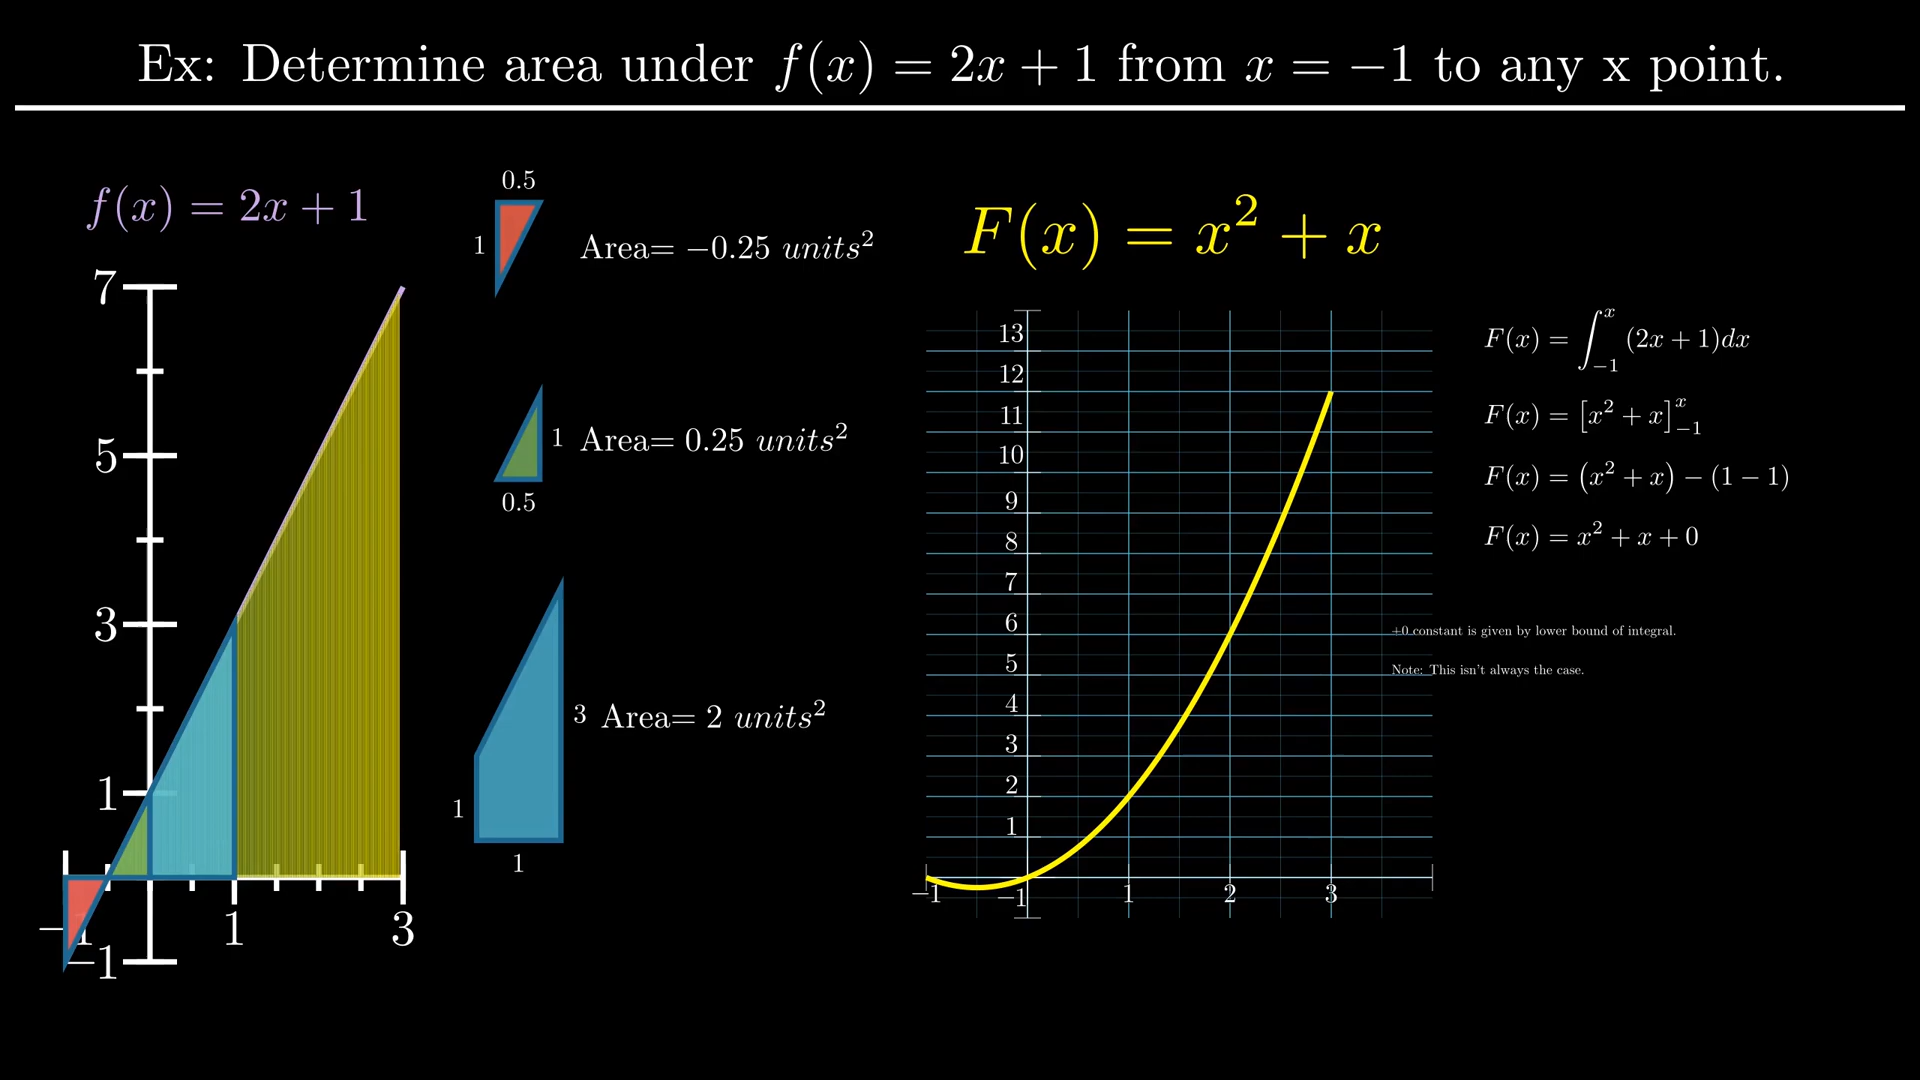 Ex: Determine area under f(x) = 2x + 1 from x = −1 to any x point.
f(x) = 2x + 1
7
5
3
1
−1
−1
1
3
0.5
1
Area= −0.25 units²
1
Area= 0.25 units²
0.5
3
Area= 2 units²
1
1
F(x) = x² + x
13
12
11
10
9
8
7
6
5
4
3
2
1
−1
−1
1
2
3
F(x) = ∫₋₁ˣ (2x + 1)dx
F(x) = [x² + x]₋₁ˣ
F(x) = (x² + x) − (1 − 1)
F(x) = x² + x + 0
+0 constant is given by lower bound of integral.
Note: This isn't always the case.